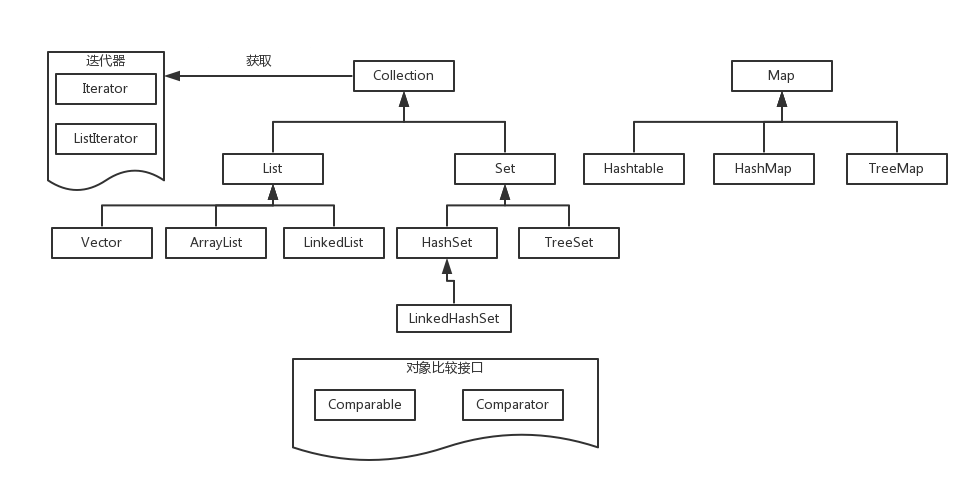 迭代器
获取
Iterator
Collection
Map
ListIterator
List
Set
Hashtable
HashMap
TreeMap
Vector
ArrayList
LinkedList
HashSet
TreeSet
LinkedHashSet
对象比较接口
Comparable
Comparator